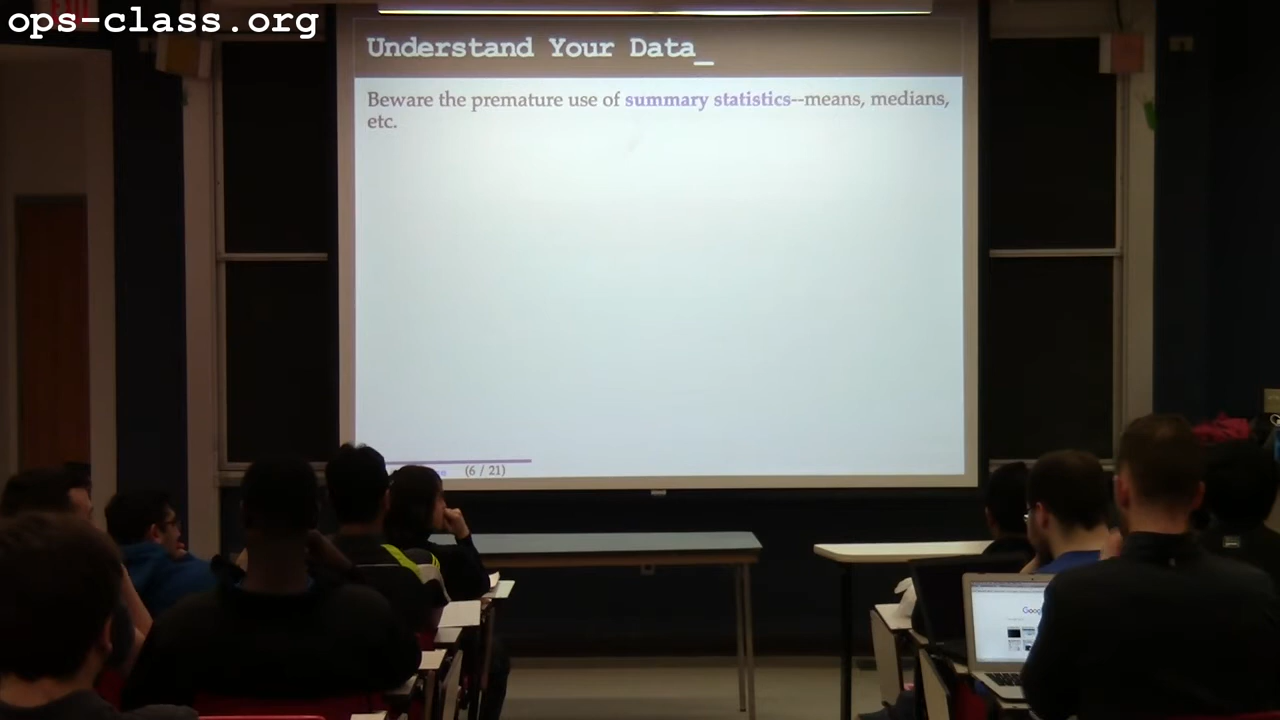 ops-class.org
Understand Your Data_
Beware the premature use of summary statistics--means, medians,
etc.
(6 / 21)